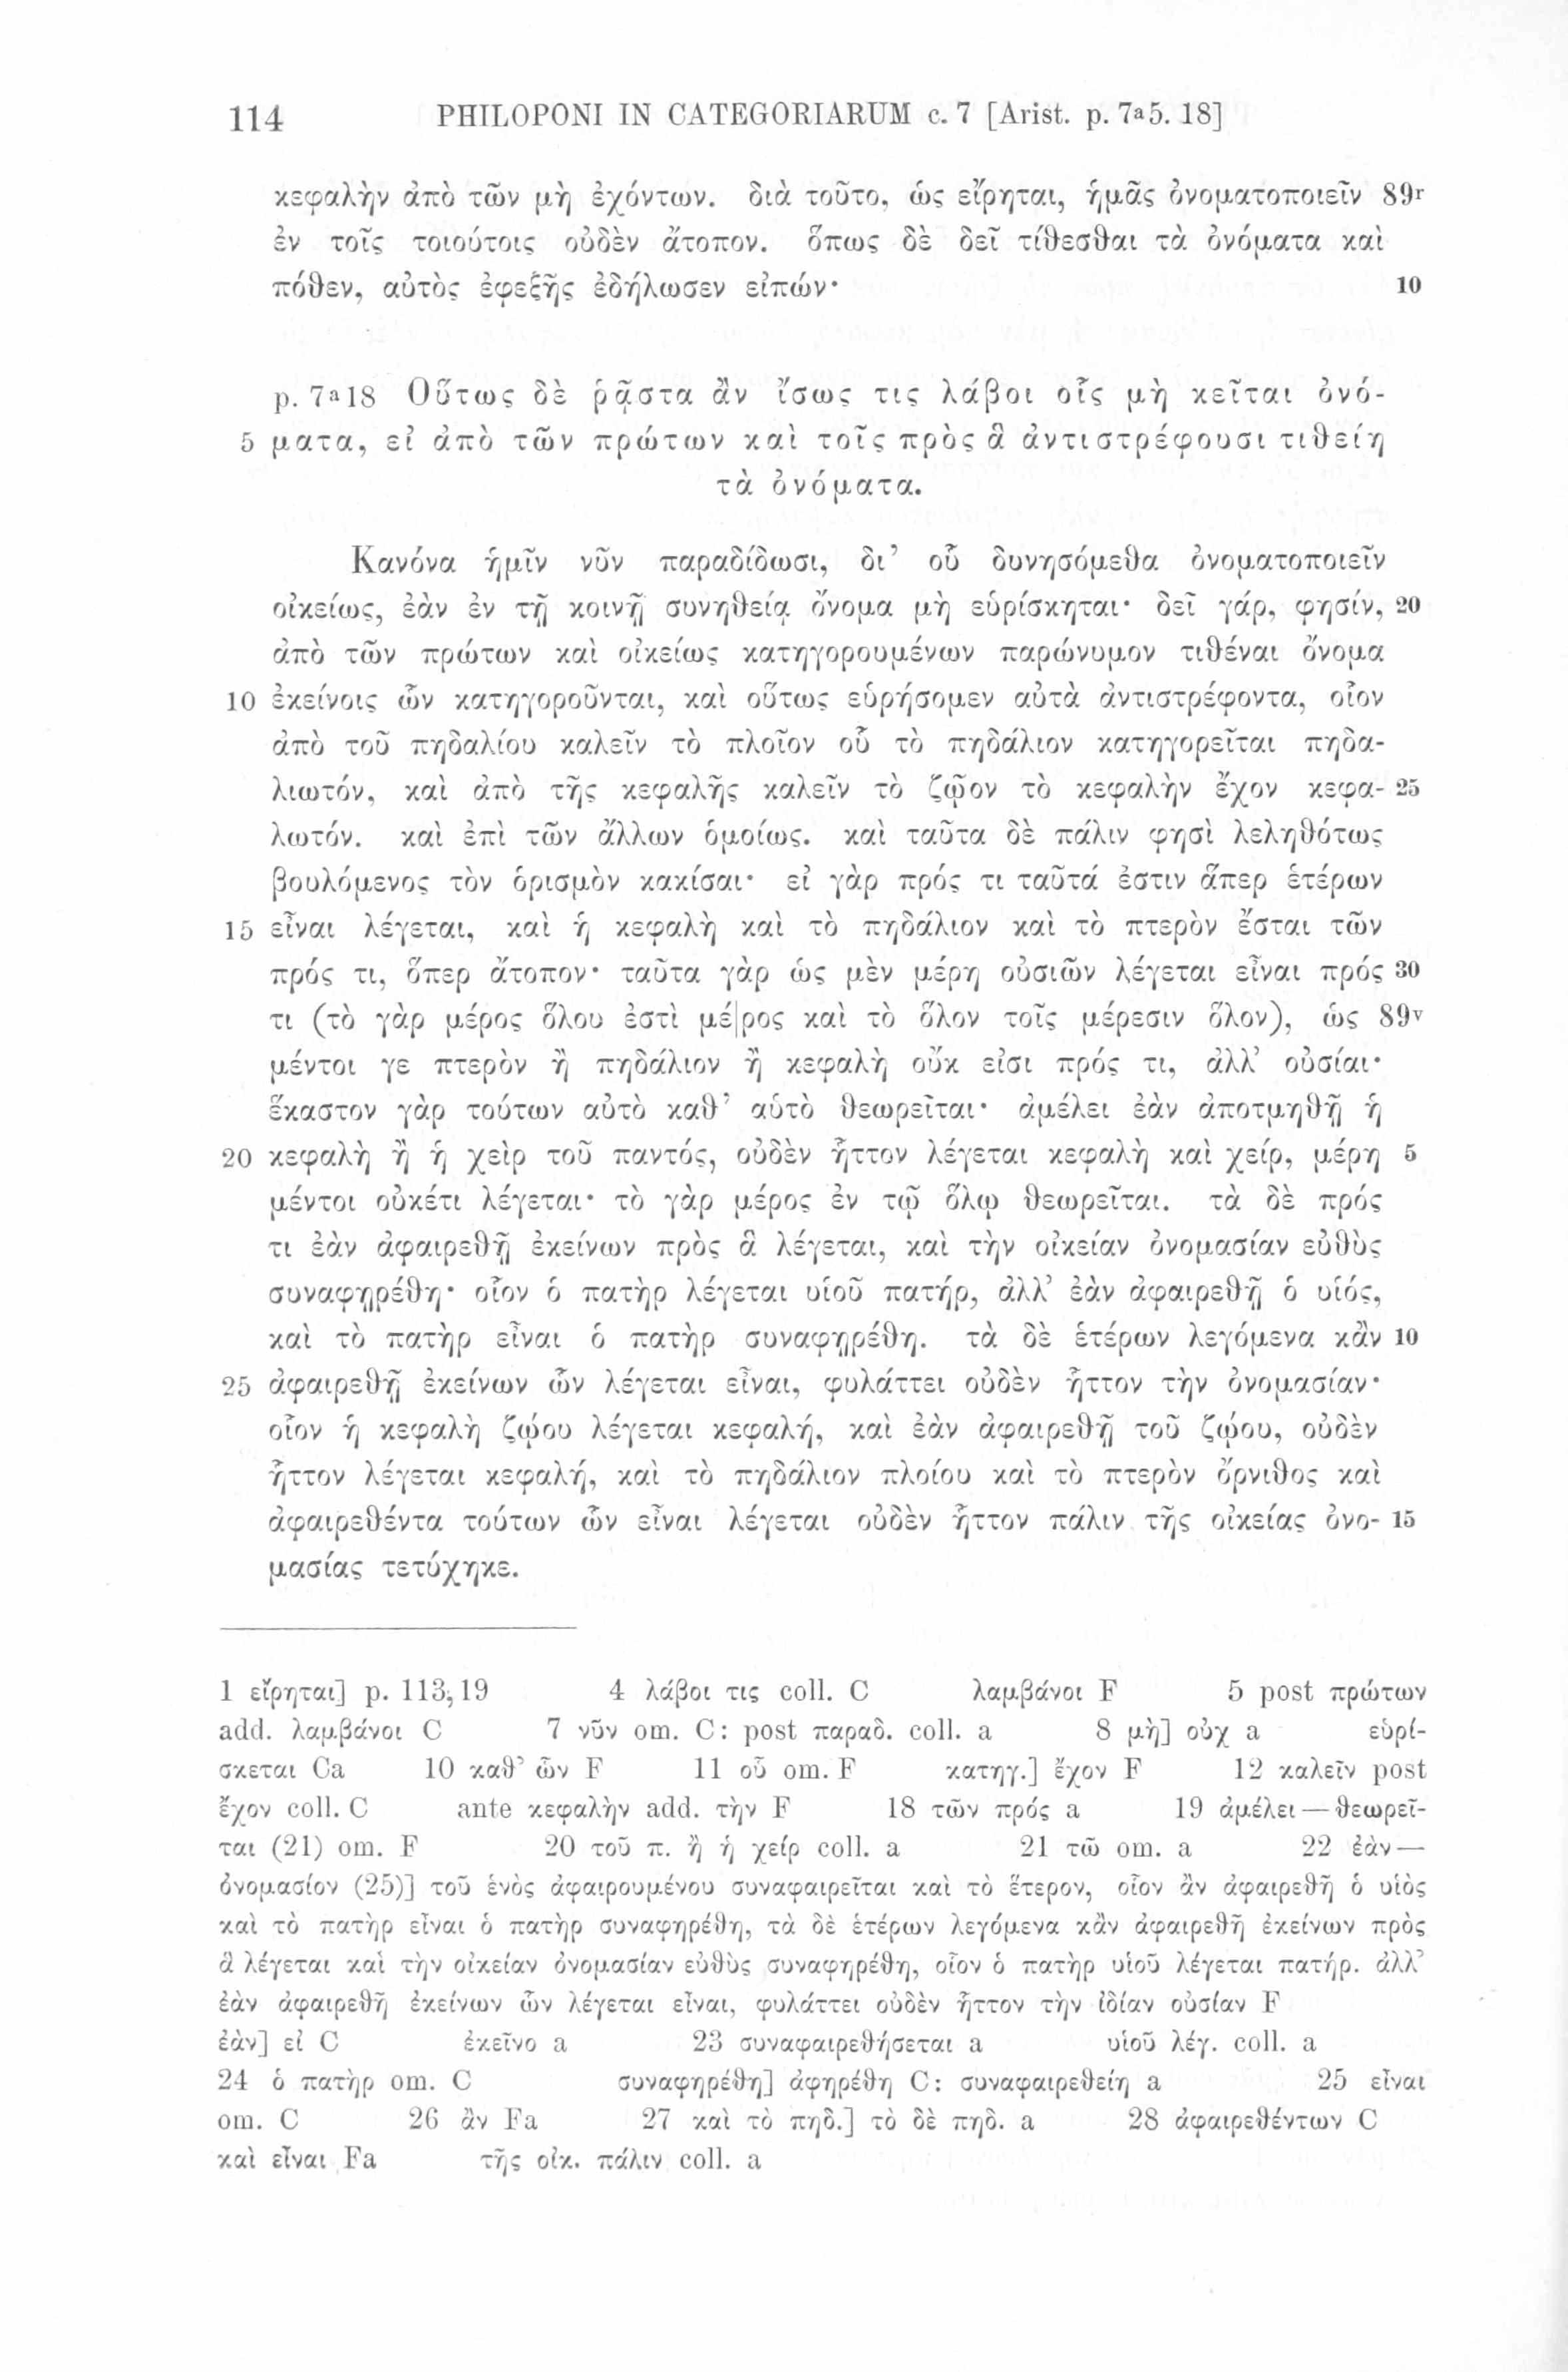 114 PHILOPONI IN CATEGORIARUM c. 7 [Arist. p. 7a5. 18]
κεφαλὴν ἀπὸ τῶν μὴ ἐχόντων. διὰ τοῦτο, ὡς εἴρηται, ἡμᾶς ὀνοματοποιεῖν 89r
ἐν τοῖς τοιούτοις οὐδὲν ἄτοπον. ὅπως δὲ δεῖ τίθεσθαι τὰ ὀνόματα καὶ
πόθεν, αὐτὸς ἐφεξῆς ἐδήλωσεν εἰπών· 10
p. 7a18 Οὕτως δὲ ῥᾷστα ἂν ἴσως τις λάβοι οἷς μὴ κεῖται ὀνό-
5 ματα, εἰ ἀπὸ τῶν πρώτων καὶ τοῖς πρὸς ἃ ἀντιστρέφουσι τιθείη
τὰ ὀνόματα.
Κανόνα ἡμῖν νῦν παραδίδωσι, δι' οὗ δυνησόμεθα ὀνοματοποιεῖν
οἰκείως, ἐὰν ἐν τῇ κοινῇ συνηθείᾳ ὄνομα μὴ εὑρίσκηται· δεῖ γάρ, φησίν, 20
ἀπὸ τῶν πρώτων καὶ οἰκείως κατηγορουμένων παρώνυμον τιθέναι ὄνομα
10 ἐκείνοις ὧν κατηγοροῦνται, καὶ οὕτως εὑρήσομεν αὐτὰ ἀντιστρέφοντα, οἷον
ἀπὸ τοῦ πηδαλίου καλεῖν τὸ πλοῖον οὗ τὸ πηδάλιον κατηγορεῖται πηδα-
λιωτόν, καὶ ἀπὸ τῆς κεφαλῆς καλεῖν τὸ ζῷον τὸ κεφαλὴν ἔχον κεφα- 25
λωτόν. καὶ ἐπὶ τῶν ἄλλων ὁμοίως. καὶ ταῦτα δὲ πάλιν φησὶ λεληθότως
βουλόμενος τὸν ὁρισμὸν κακίσαι· εἰ γὰρ πρός τι ταῦτά ἐστιν ἅπερ ἑτέρων
15 εἶναι λέγεται, καὶ ἡ κεφαλὴ καὶ τὸ πηδάλιον καὶ τὸ πτερὸν ἔσται τῶν
πρός τι, ὅπερ ἄτοπον· ταῦτα γὰρ ὡς μὲν μέρη οὐσιῶν λέγεται εἶναι πρός 30
τι (τὸ γὰρ μέρος ὅλου ἐστὶ μέ|ρος καὶ τὸ ὅλον τοῖς μέρεσιν ὅλον), ὡς 89v
μέντοι γε πτερὸν ἢ πηδάλιον ἢ κεφαλὴ οὔκ εἰσι πρός τι, ἀλλ' οὐσίαι·
ἕκαστον γὰρ τούτων αὐτὸ καθ' αὑτὸ θεωρεῖται· ἀμέλει ἐὰν ἀποτμηθῇ ἡ
20 κεφαλὴ ἢ ἡ χεὶρ τοῦ παντός, οὐδὲν ἧττον λέγεται κεφαλὴ καὶ χείρ, μέρη 5
μέντοι οὐκέτι λέγεται· τὸ γὰρ μέρος ἐν τῷ ὅλῳ θεωρεῖται. τὰ δὲ πρός
τι ἐὰν ἀφαιρεθῇ ἐκείνων πρὸς ἃ λέγεται, καὶ τὴν οἰκείαν ὀνομασίαν εὐθὺς
συναφῃρέθη· οἷον ὁ πατὴρ λέγεται υἱοῦ πατήρ, ἀλλ' ἐὰν ἀφαιρεθῇ ὁ υἱός,
καὶ τὸ πατὴρ εἶναι ὁ πατὴρ συναφῃρέθη. τὰ δὲ ἑτέρων λεγόμενα κἂν 10
25 ἀφαιρεθῇ ἐκείνων ὧν λέγεται εἶναι, φυλάττει οὐδὲν ἧττον τὴν ὀνομασίαν·
οἷον ἡ κεφαλὴ ζῴου λέγεται κεφαλή, καὶ ἐὰν ἀφαιρεθῇ τοῦ ζῴου, οὐδὲν
ἧττον λέγεται κεφαλή, καὶ τὸ πηδάλιον πλοίου καὶ τὸ πτερὸν ὄρνιθος καὶ
ἀφαιρεθέντα τούτων ὧν εἶναι λέγεται οὐδὲν ἧττον πάλιν τῆς οἰκείας ὀνο- 15
μασίας τετύχηκε.
1 εἴρηται] p. 113,19 4 λάβοι τις coll. C λαμβάνοι F 5 post πρώτων
add. λαμβάνοι C 7 νῦν om. C: post παραδ. coll. a 8 μὴ] οὐχ a εὑρί-
σκεται Ca 10 καθ' ὧν F 11 οὗ om. F κατηγ.] ἔχον F 12 καλεῖν post
ἔχον coll. C ante κεφαλὴν add. τὴν F 18 τῶν πρός a 19 ἀμέλει — θεωρεῖ-
ται (21) om. F 20 τοῦ π. ἢ ἡ χείρ coll. a 21 τῷ om. a 22 ἐὰν —
ὀνομασίον (25)] τοῦ ἑνὸς ἀφαιρουμένου συναφαιρεῖται καὶ τὸ ἕτερον, οἷον ἂν ἀφαιρεθῇ ὁ υἱὸς
καὶ τὸ πατὴρ εἶναι ὁ πατὴρ συναφηρέθη, τὰ δὲ ἑτέρων λεγόμενα κἂν ἀφαιρεθῇ ἐκείνων πρὸς
ἃ λέγεται καὶ τὴν οἰκείαν ὀνομασίαν εὐθὺς συναφηρέθη, οἷον ὁ πατὴρ υἱοῦ λέγεται πατήρ. ἀλλ'
ἐὰν ἀφαιρεθῇ ἐκείνων ὧν λέγεται εἶναι, φυλάττει οὐδὲν ἧττον τὴν ἰδίαν οὐσίαν F
ἐὰν] εἰ C ἐκεῖνο a 23 συναφαιρεθήσεται a υἱοῦ λέγ. coll. a
24 ὁ πατὴρ om. C συναφῃρέθη] ἀφῃρέθη C: συναφαιρεθείη a 25 εἶναι
om. C 26 ἂν Fa 27 καὶ τὸ πηδ.] τὸ δὲ πηδ. a 28 ἀφαιρεθέντων C
καὶ εἶναι Fa τῆς οἰκ. πάλιν coll. a